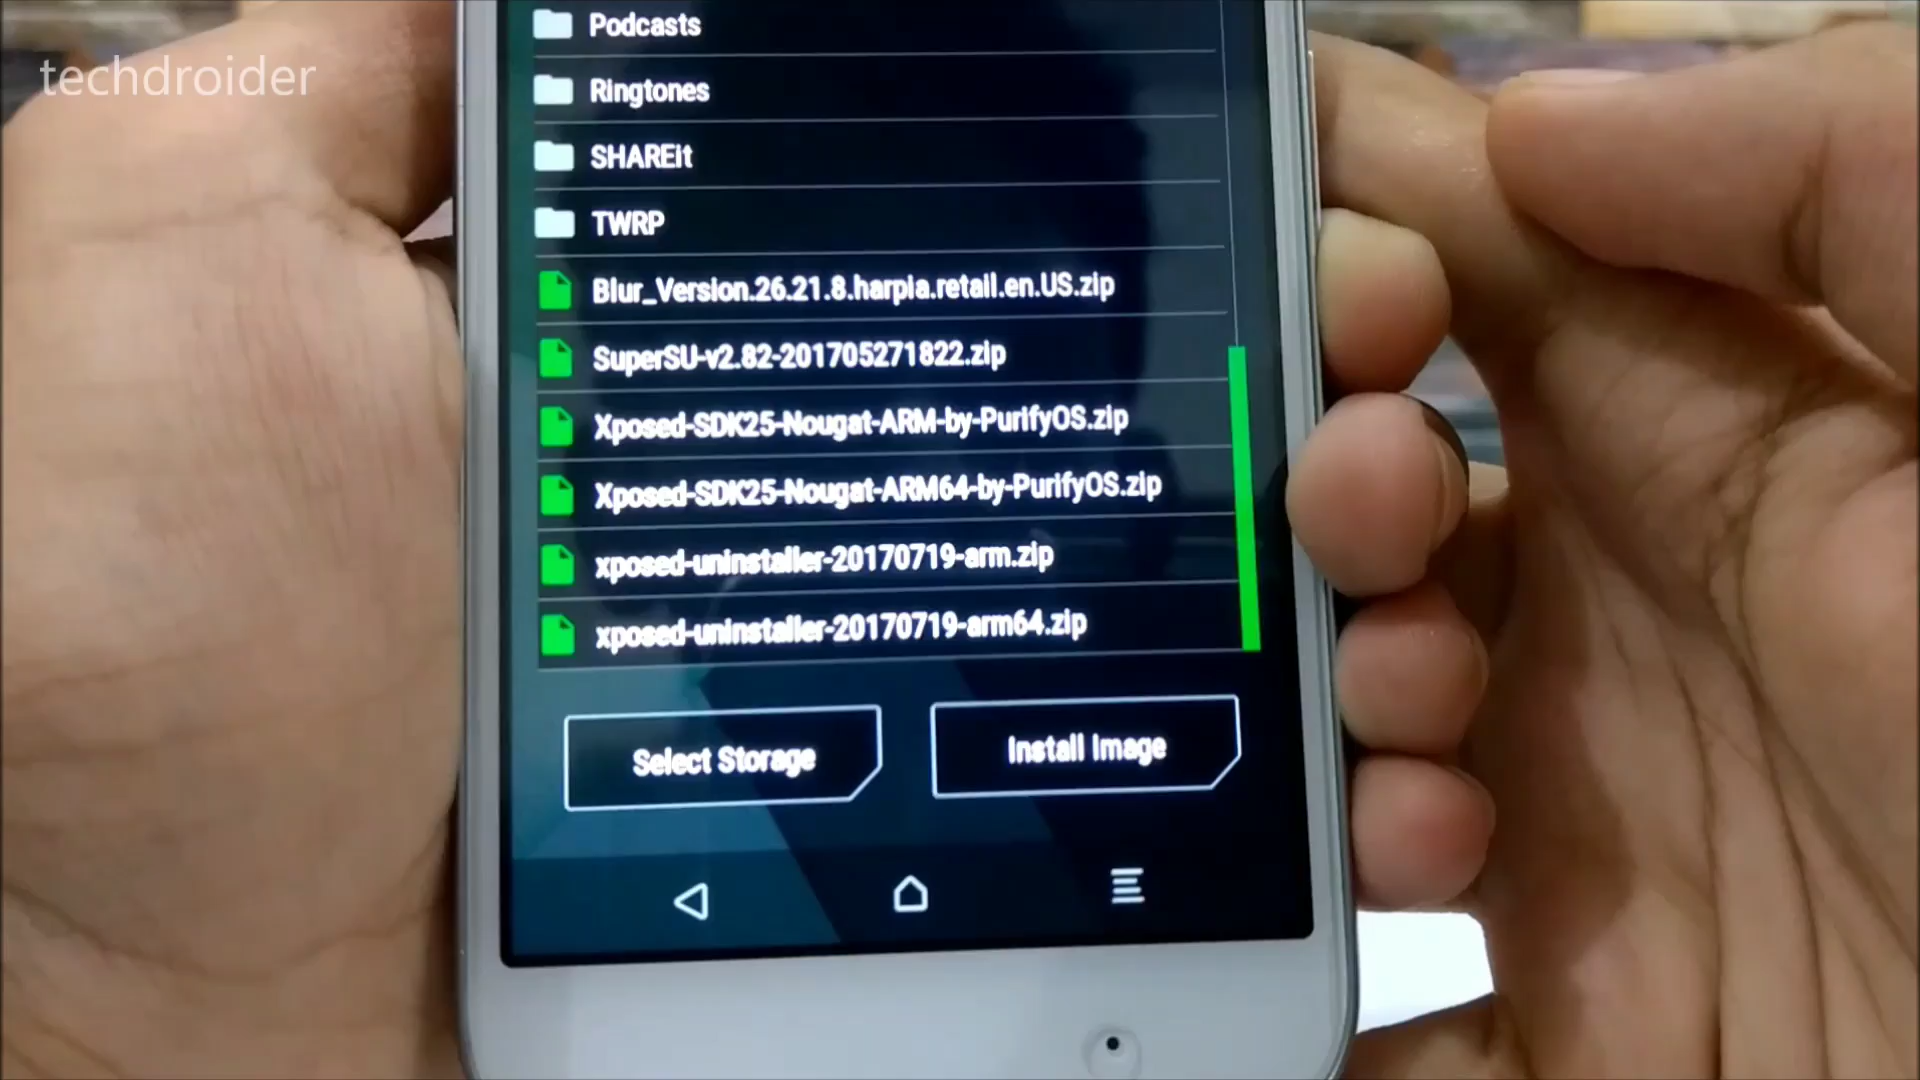 techdroider
Podcasts
Ringtones
SHAREit
TWRP
Blur_Version.26.21.8.harpia.retail.en.US.zip
SuperSU-v2.82-201705271822.zip
Xposed-SDK25-Nougat-ARM-by-PurifyOS.zip
Xposed-SDK25-Nougat-ARM64-by-PurifyOS.zip
xposed-uninstaller-20170719-arm.zip
xposed-uninstaller-20170719-arm64.zip
Select Storage
Install Image